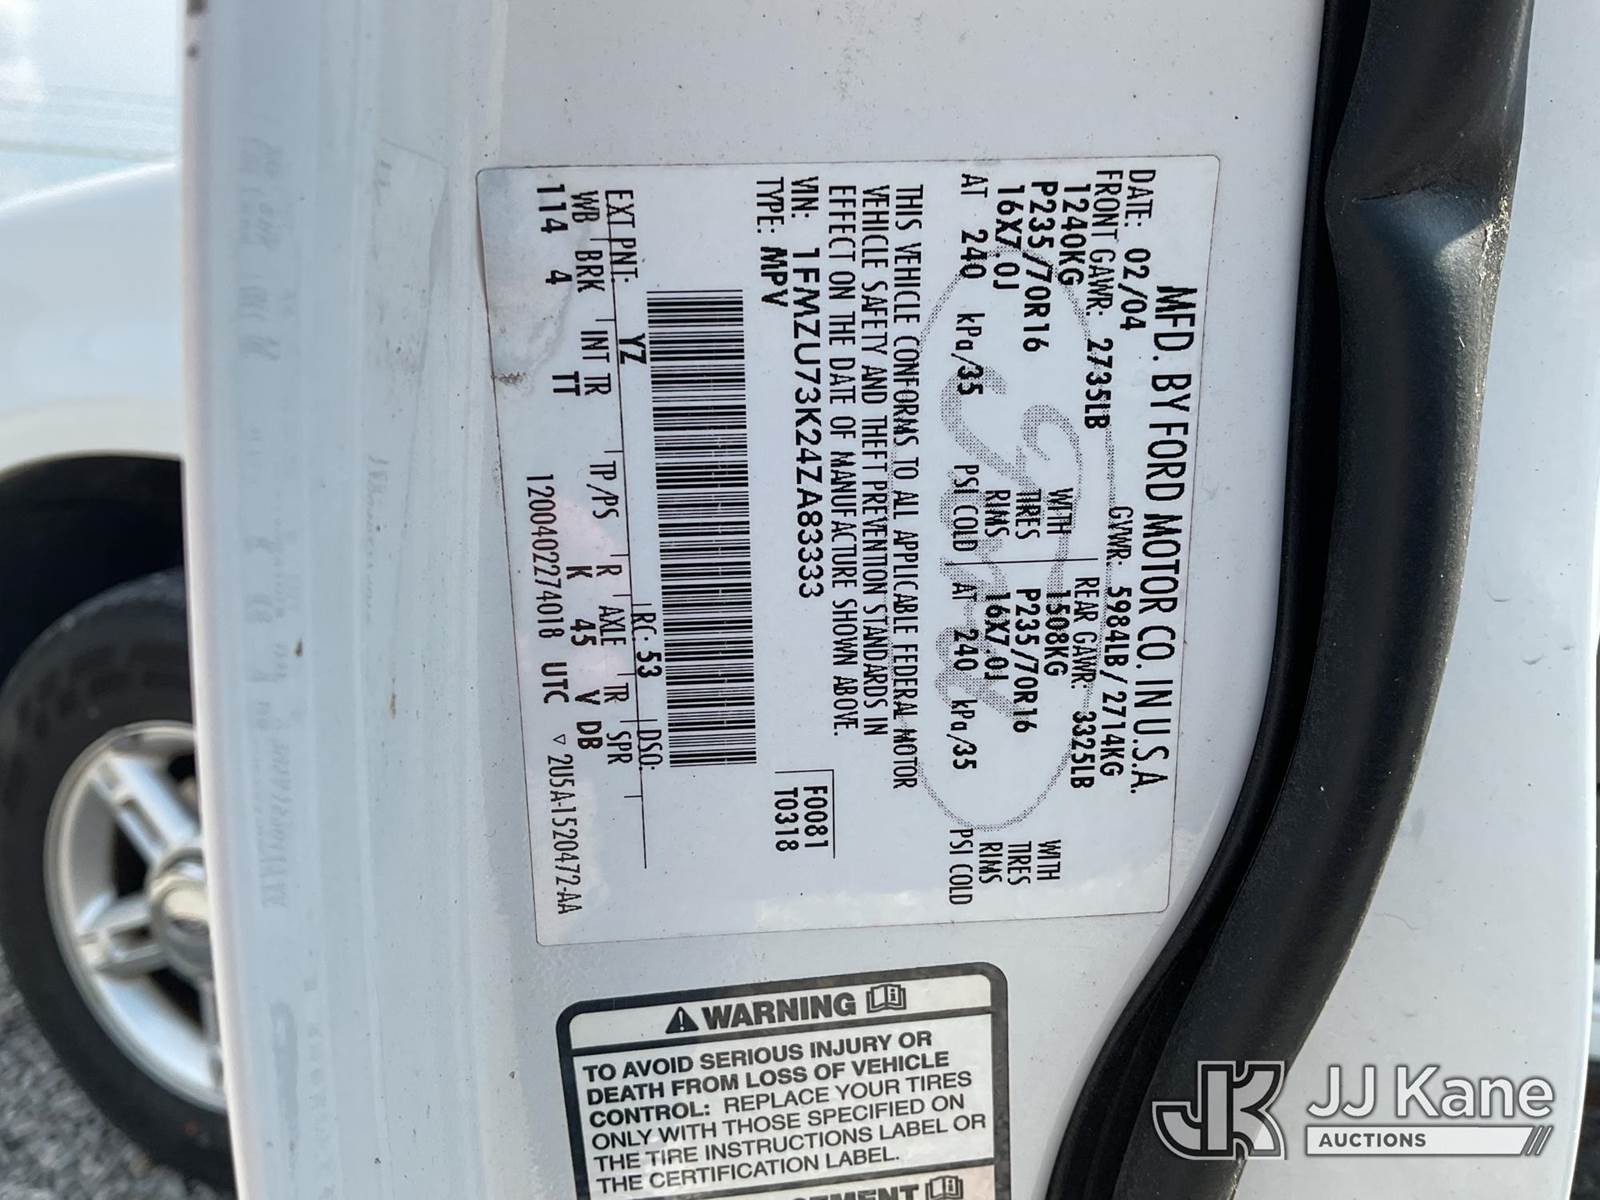 MFD. BY FORD MOTOR CO. IN U.S.A.
DATE: 02/04 GVWR: 5984LB / 2714KG
FRONT GAWR: 2735LB REAR GAWR: 3325LB
1240KG WITH 1508KG WITH
P235/70R16 TIRES P235/70R16 TIRES
16X7.0J RIMS 16X7.0J RIMS
AT 240 kPa/35 PSI COLD AT 240 kPa/35 PSI COLD
THIS VEHICLE CONFORMS TO ALL APPLICABLE FEDERAL MOTOR
VEHICLE SAFETY AND THEFT PREVENTION STANDARDS IN
EFFECT ON THE DATE OF MANUFACTURE SHOWN ABOVE.
VIN: 1FMZU73K24ZA83333
TYPE: MPV
F0081
T0318
EXT PNT: YZ RC: 53 DSO:
WB BRK INT TR TP/PS R AXLE TR SPR
114 4 TT K 45 V DB
120040227401​8 UTC ▽ 2U5A-1520472-AA
WARNING
TO AVOID SERIOUS INJURY OR
DEATH FROM LOSS OF VEHICLE
CONTROL: REPLACE YOUR TIRES
ONLY WITH THOSE SPECIFIED ON
THE TIRE INSTRUCTIONS LABEL OR
THE CERTIFICATION LABEL.
JK JJ Kane
AUCTIONS